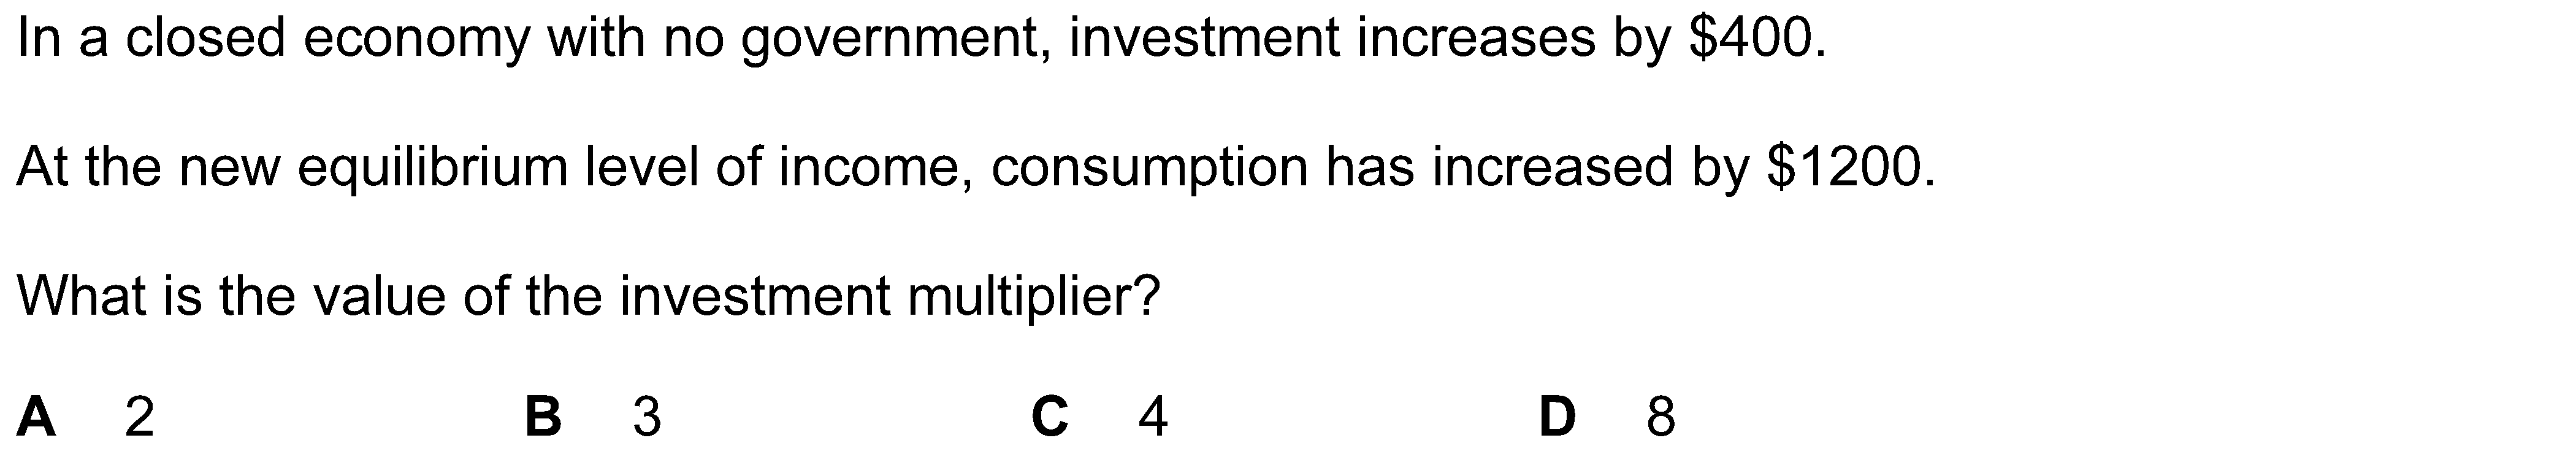 In a closed economy with no government, investment increases by $400.
At the new equilibrium level of income, consumption has increased by $1200.
What is the value of the investment multiplier?
A 2 B 3 C 4 D 8